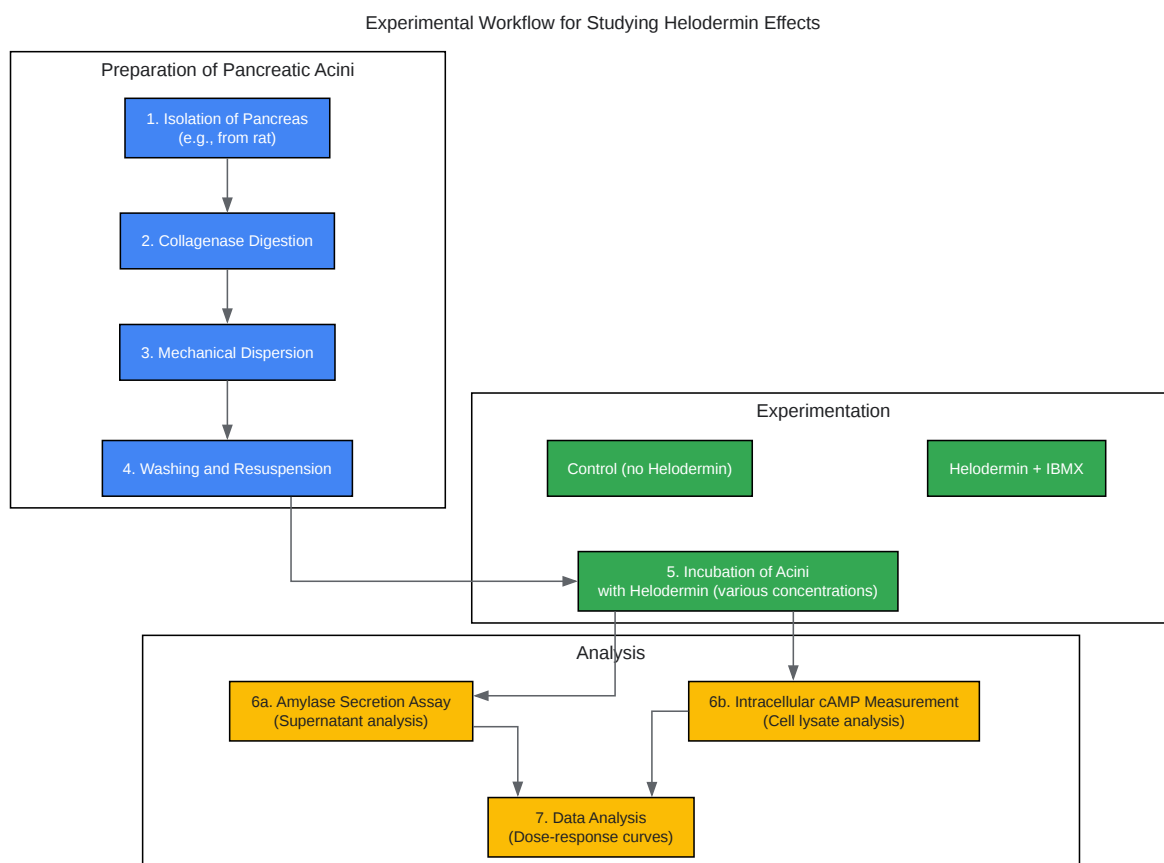 Experimental Workflow for Studying Helodermin Effects
Preparation of Pancreatic Acini
1. Isolation of Pancreas
(e.g., from rat)
2. Collagenase Digestion
3. Mechanical Dispersion
4. Washing and Resuspension
Experimentation
Control (no Helodermin)
Helodermin + IBMX
5. Incubation of Acini
with Helodermin (various concentrations)
Analysis
6a. Amylase Secretion Assay
(Supernatant analysis)
6b. Intracellular cAMP Measurement
(Cell lysate analysis)
7. Data Analysis
(Dose-response curves)